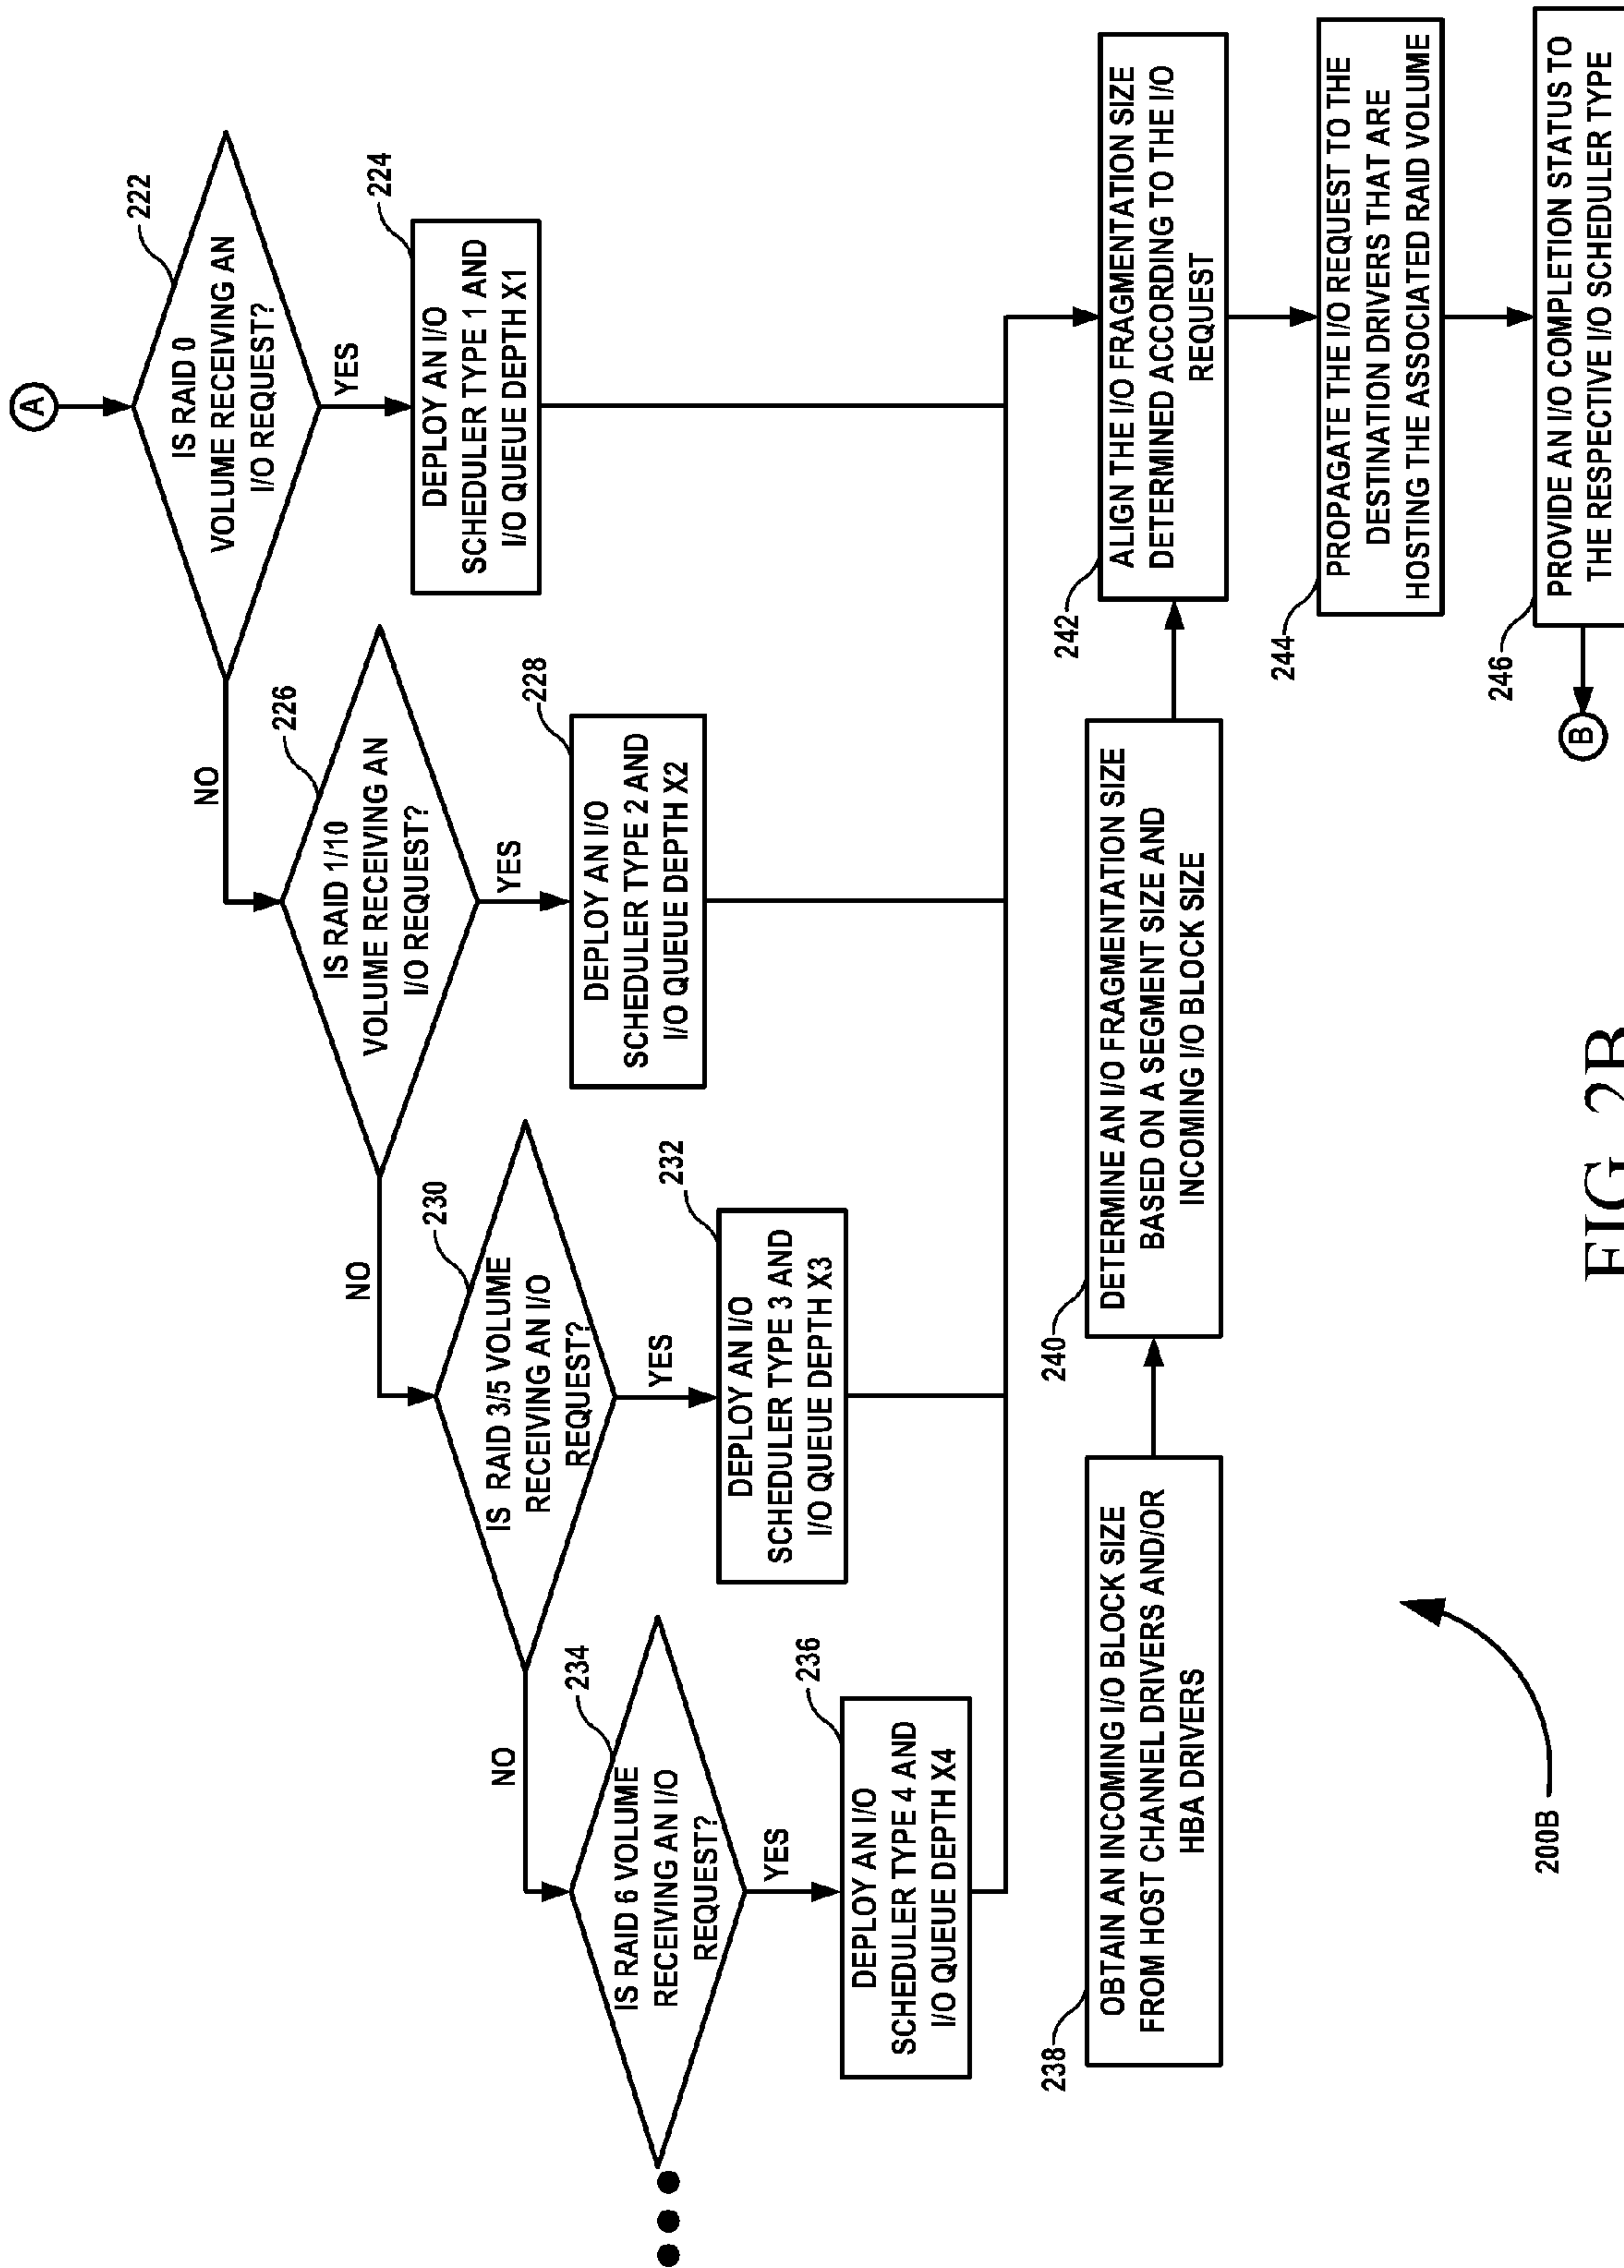 A
222
IS RAID 0
VOLUME RECEIVING AN
I/O REQUEST?
YES
NO
224
DEPLOY AN I/O
SCHEDULER TYPE 1 AND
I/O QUEUE DEPTH X1
226
IS RAID 1/10
VOLUME RECEIVING AN
I/O REQUEST?
YES
NO
228
DEPLOY AN I/O
SCHEDULER TYPE 2 AND
I/O QUEUE DEPTH X2
230
IS RAID 3/5 VOLUME
RECEIVING AN I/O
REQUEST?
YES
NO
232
DEPLOY AN I/O
SCHEDULER TYPE 3 AND
I/O QUEUE DEPTH X3
234
IS RAID 6 VOLUME
RECEIVING AN I/O
REQUEST?
YES
236
DEPLOY AN I/O
SCHEDULER TYPE 4 AND
I/O QUEUE DEPTH X4
238
OBTAIN AN INCOMING I/O BLOCK SIZE
FROM HOST CHANNEL DRIVERS AND/OR
HBA DRIVERS
240
DETERMINE AN I/O FRAGMENTATION SIZE
BASED ON A SEGMENT SIZE AND
INCOMING I/O BLOCK SIZE
242
ALIGN THE I/O FRAGMENTATION SIZE
DETERMINED ACCORDING TO THE I/O
REQUEST
244
PROPAGATE THE I/O REQUEST TO THE
DESTINATION DRIVERS THAT ARE
HOSTING THE ASSOCIATED RAID VOLUME
246
PROVIDE AN I/O COMPLETION STATUS TO
THE RESPECTIVE I/O SCHEDULER TYPE
B
200B
FIG. 2B